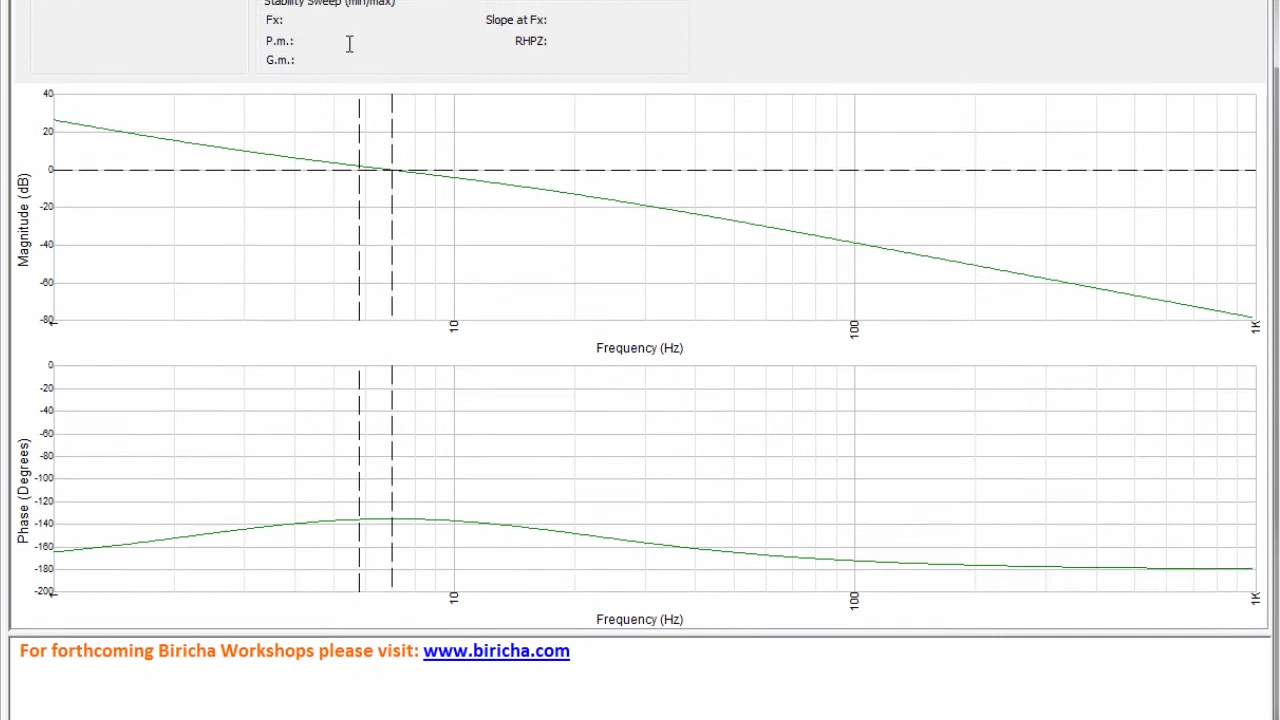 Stability Sweep (min/max)
Fx: Slope at Fx:
P.m.: RHPZ:
G.m.:
40
20
0
-20
-40
-60
-80
Magnitude (dB)
10 100 1K
Frequency (Hz)
0
-20
-40
-60
-80
-100
-120
-140
-160
-180
-200
Phase (Degrees)
10 100 1K
Frequency (Hz)
For forthcoming Biricha Workshops please visit: www.biricha.com